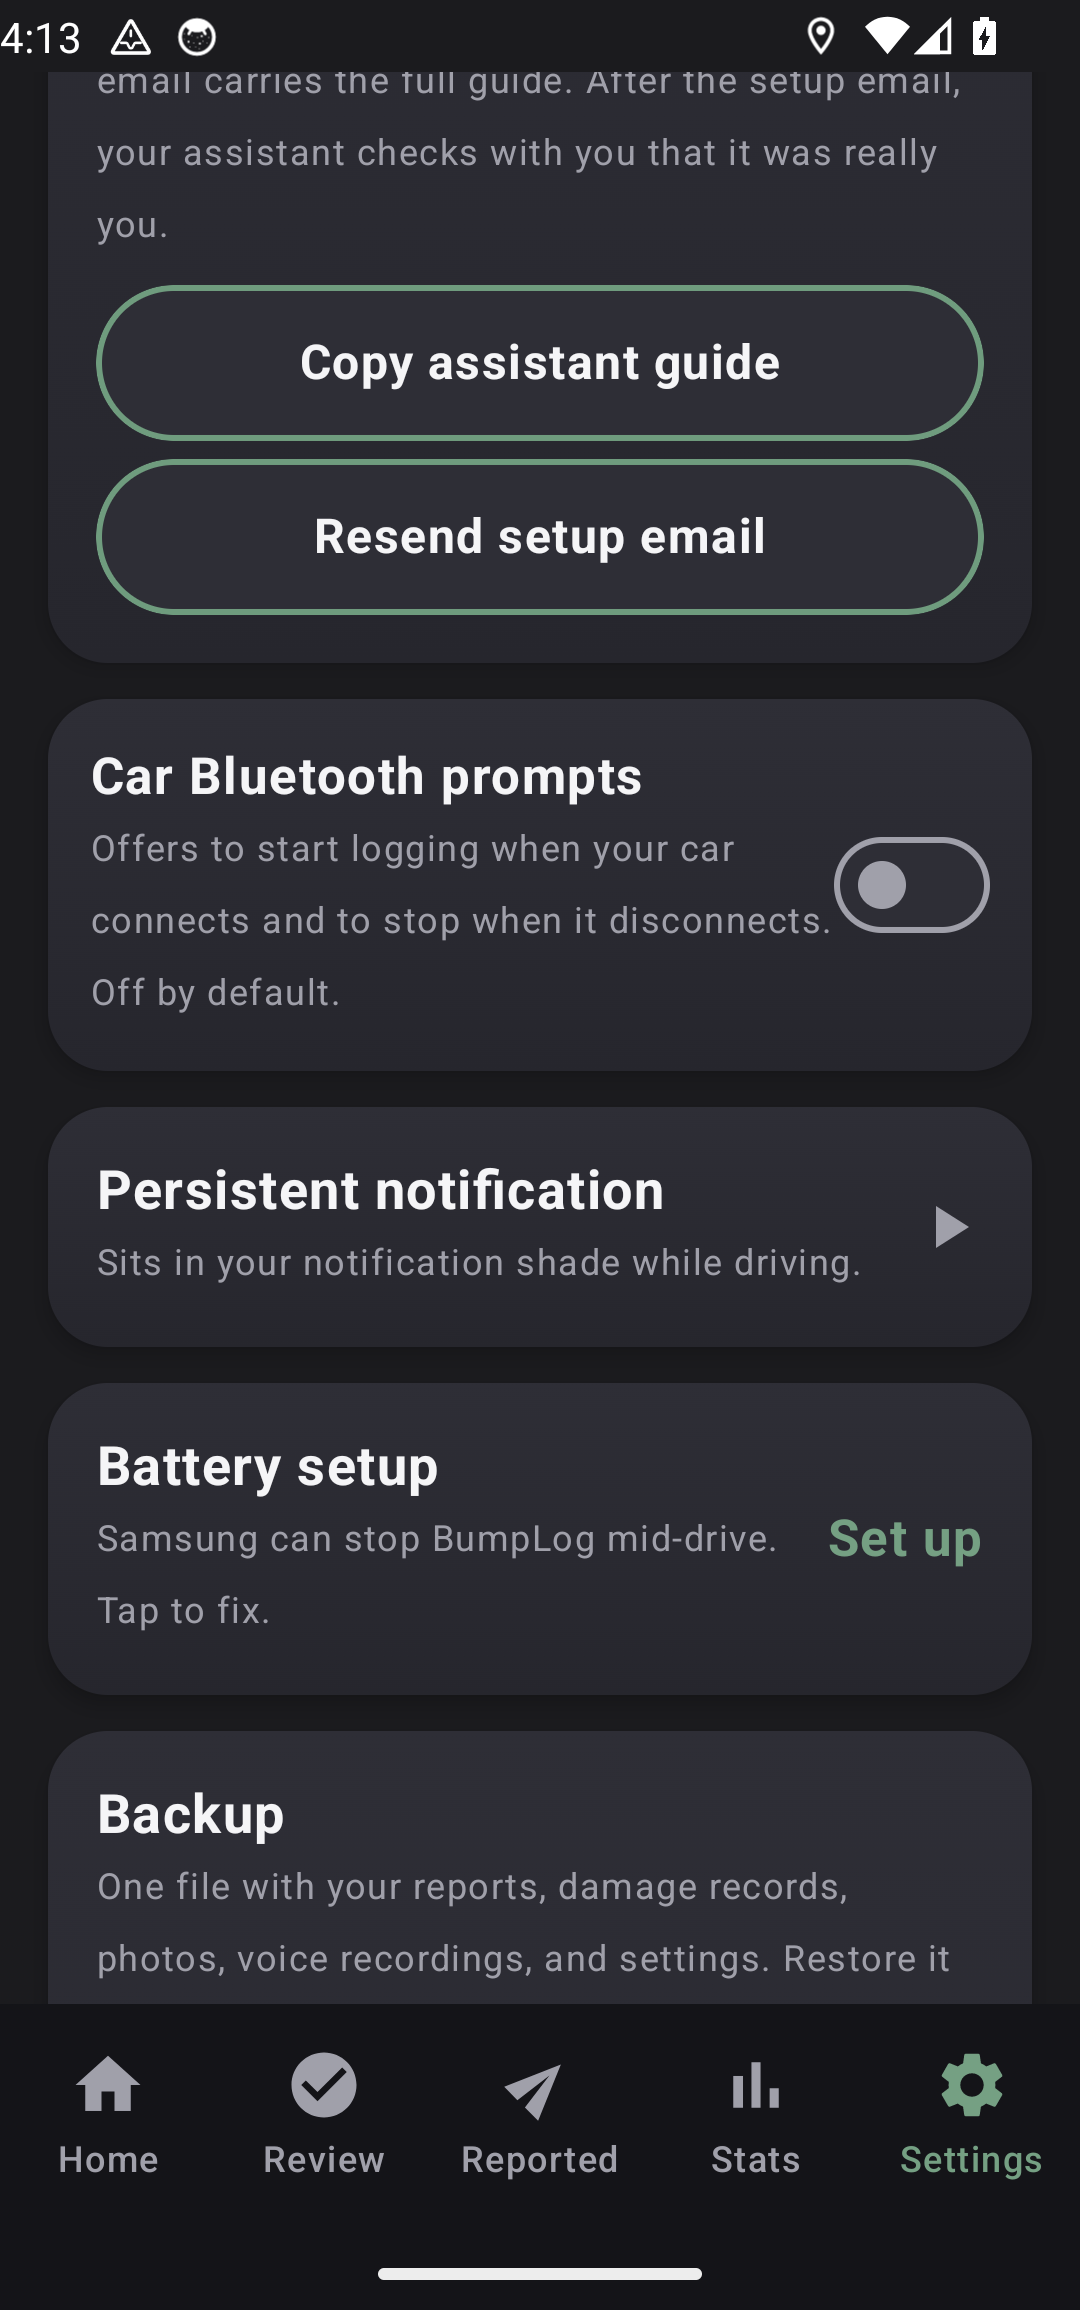 4:13
email carries the full guide. After the setup email,
your assistant checks with you that it was really
you.
Copy assistant guide
Resend setup email
Car Bluetooth prompts
Offers to start logging when your car
connects and to stop when it disconnects.
Off by default.
Persistent notification
Sits in your notification shade while driving.
Battery setup
Samsung can stop BumpLog mid-drive.
Tap to fix.
Set up
Backup
One file with your reports, damage records,
photos, voice recordings, and settings. Restore it
Home
Review
Reported
Stats
Settings